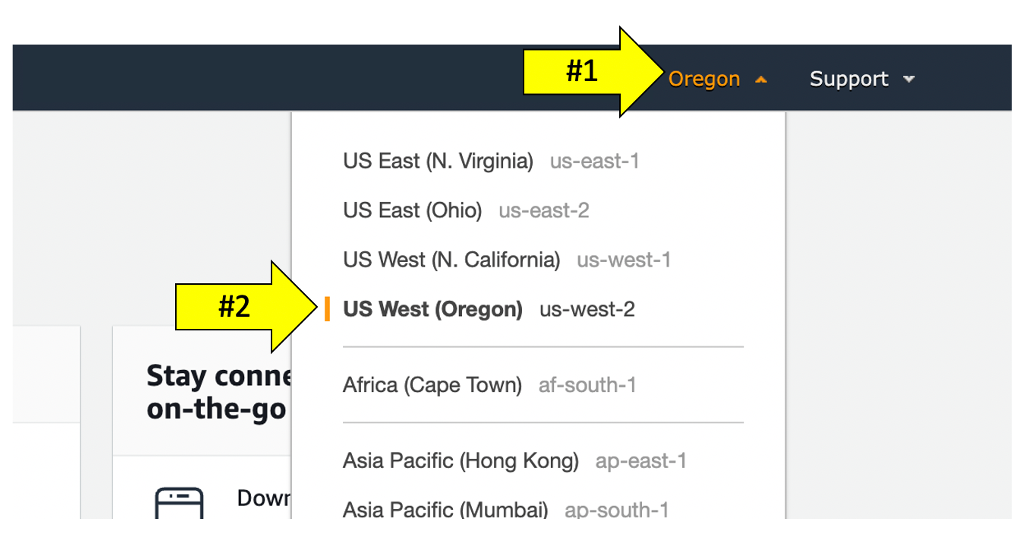 #1
Oregon Support
US East (N. Virginia) us-east-1
US East (Ohio) us-east-2
US West (N. California) us-west-1
#2
US West (Oregon) us-west-2
Africa (Cape Town) af-south-1
Asia Pacific (Hong Kong) ap-east-1
Asia Pacific (Mumbai) ap-south-1
Stay conne
on-the-go
Down